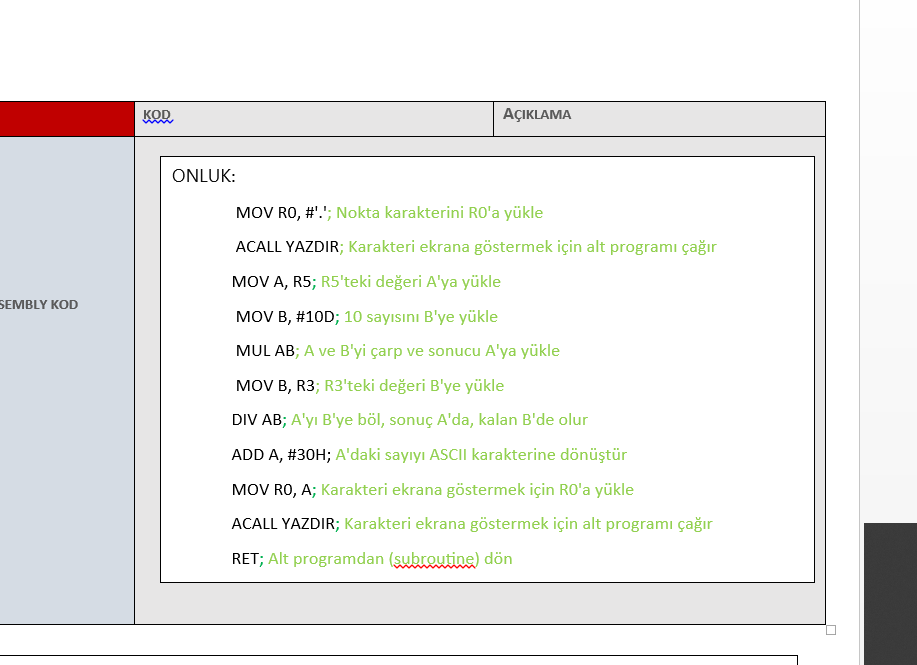 KOD
AÇIKLAMA
ONLUK:
MOV R0, #'.'; Nokta karakterini R0'a yükle
ACALL YAZDIR; Karakteri ekrana göstermek için alt programı çağır
MOV A, R5; R5'teki değeri A'ya yükle
SEMBLY KOD
MOV B, #10D; 10 sayısını B'ye yükle
MUL AB; A ve B'yi çarp ve sonucu A'ya yükle
MOV B, R3; R3'teki değeri B'ye yükle
DIV AB; A'yı B'ye böl, sonuç A'da, kalan B'de olur
ADD A, #30H; A'daki sayıyı ASCII karakterine dönüştür
MOV R0, A; Karakteri ekrana göstermek için R0'a yükle
ACALL YAZDIR; Karakteri ekrana göstermek için alt programı çağır
RET; Alt programdan (subroutine) dön